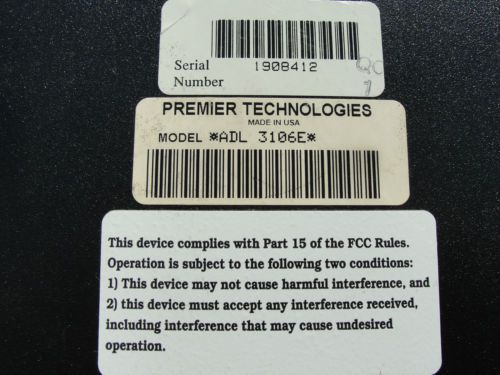 Serial
Number
1908412
QC
1
PREMIER TECHNOLOGIES
MADE IN USA
MODEL *ADL 3106E*
This device complies with Part 15 of the FCC Rules.
Operation is subject to the following two conditions:
1) This device may not cause harmful interference, and
2) this device must accept any interference received,
including interference that may cause undesired
operation.